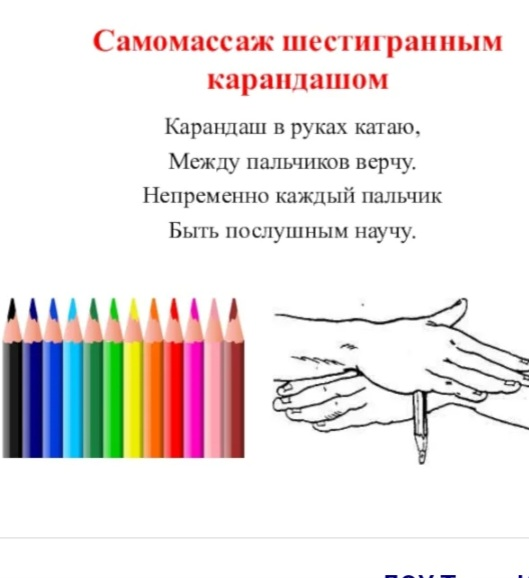 Самомассаж шестигранным
карандашом
Карандаш в руках катаю,
Между пальчиков верчу.
Непременно каждый пальчик
Быть послушным научу.